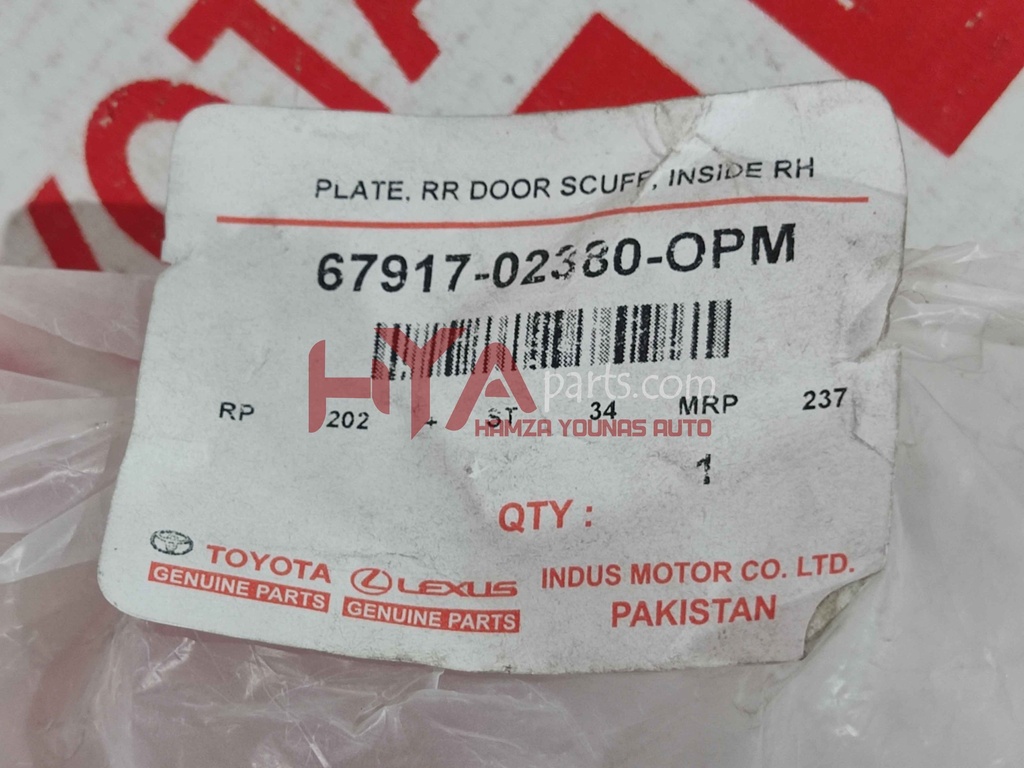 PLATE, RR DOOR SCUFF, INSIDE RH
67917-02380-OPM
RP 202 + ST 34 MRP 237
HYA parts.com
HAMZA YOUNAS AUTO
1
QTY :
TOYOTA
GENUINE PARTS
LEXUS
GENUINE PARTS
INDUS MOTOR CO. LTD.
PAKISTAN